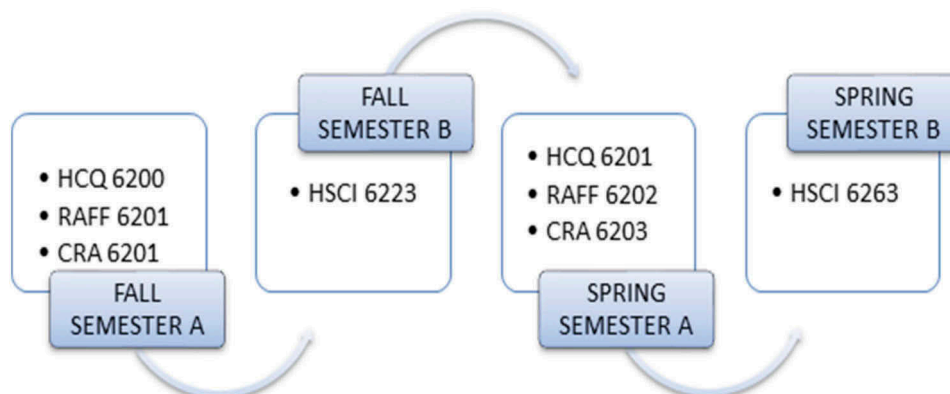 • HCQ 6200
• RAFF 6201
• CRA 6201
FALL
SEMESTER A
FALL
SEMESTER B
• HSCI 6223
• HCQ 6201
• RAFF 6202
• CRA 6203
SPRING
SEMESTER A
SPRING
SEMESTER B
• HSCI 6263